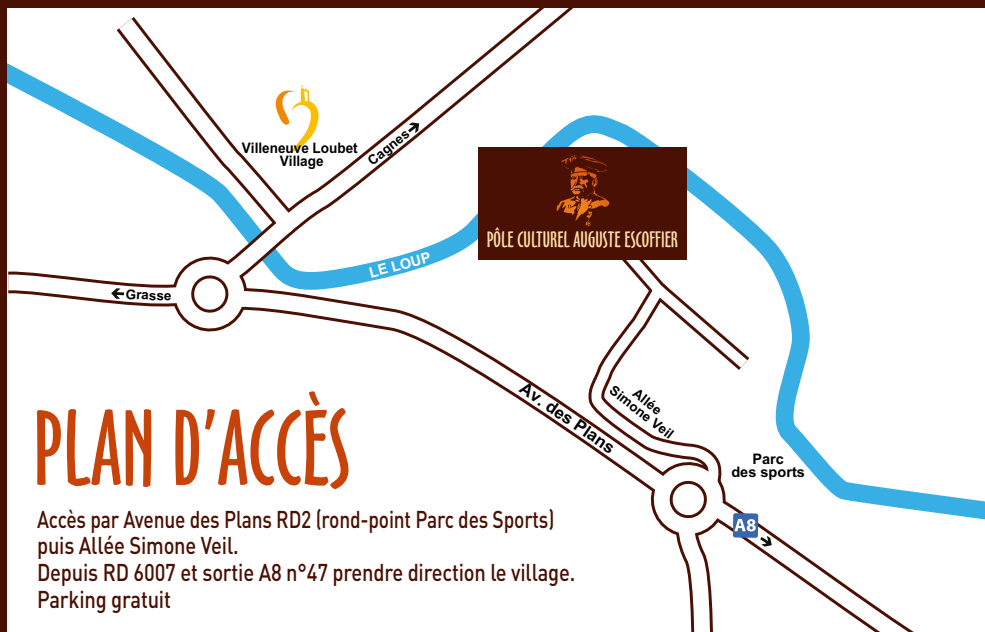 Villeneuve Loubet
Village
Cagnes→
PÔLE CULTUREL AUGUSTE ESCOFFIER
LE LOUP
←Grasse
Allée
Simone Veil
Av. des Plans
Parc
des sports
A8
→
PLAN D'ACCÈS
Accès par Avenue des Plans RD2 (rond-point Parc des Sports)
puis Allée Simone Veil.
Depuis RD 6007 et sortie A8 n°47 prendre direction le village.
Parking gratuit